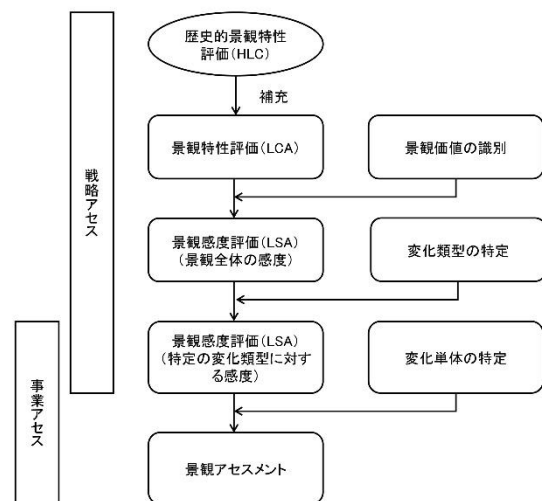 歴史的景観特性
評価(HLC)
補充
景観特性評価(LCA)
景観価値の識別
戦略アセス
景観感度評価(LSA)
(景観全体の感度)
変化類型の特定
景観感度評価(LSA)
(特定の変化類型に対す
る感度)
変化単体の特定
事業アセス
景観アセスメント